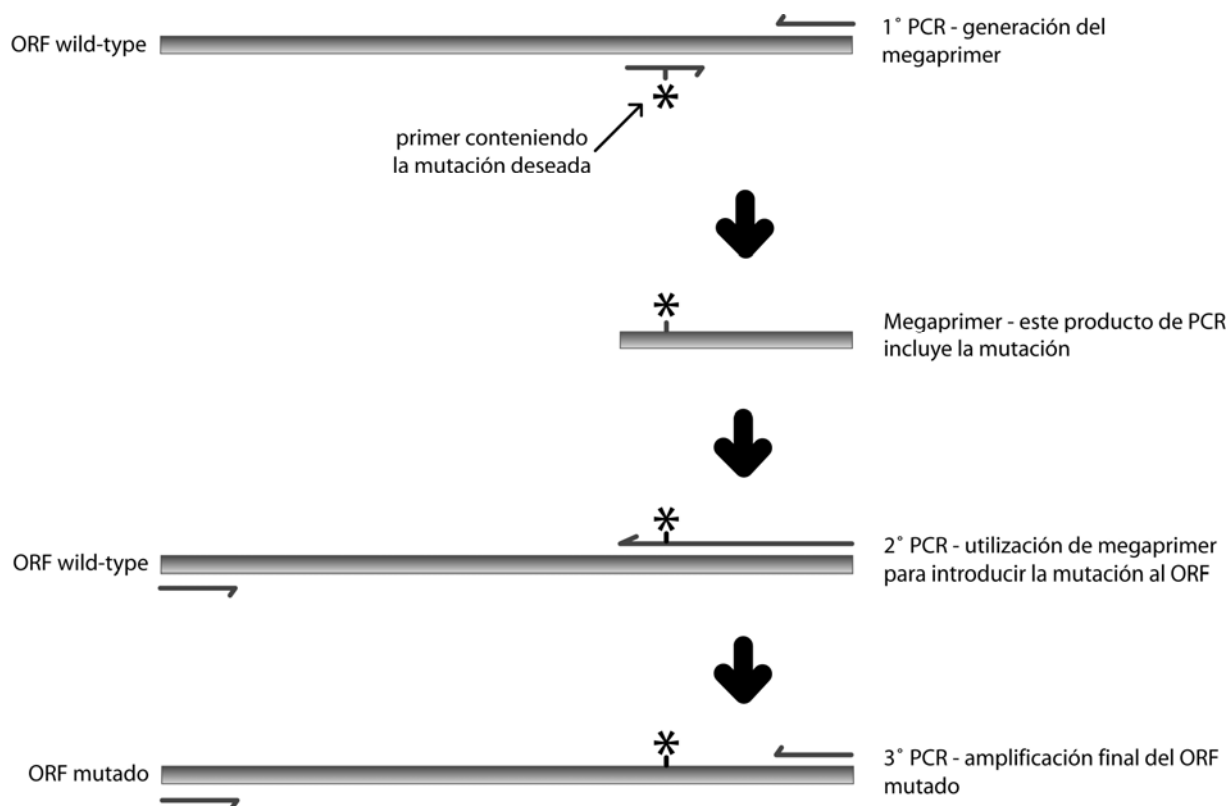 ORF wild-type
1˚ PCR - generación del
megaprimer
*
primer conteniendo
la mutación deseada
*
Megaprimer - este producto de PCR
incluye la mutación
*
ORF wild-type
2˚ PCR - utilización de megaprimer
para introducir la mutación al ORF
*
ORF mutado
3˚ PCR - amplificación final del ORF
mutado